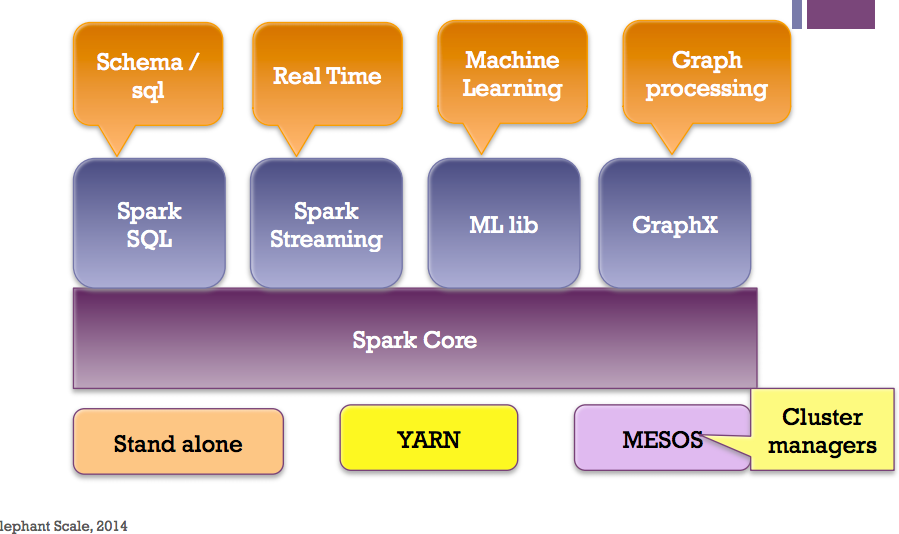 Schema /
sql
Real Time
Machine
Learning
Graph
processing
Spark
SQL
Spark
Streaming
ML lib
GraphX
Spark Core
Stand alone
YARN
MESOS
Cluster
managers
lephant Scale, 2014